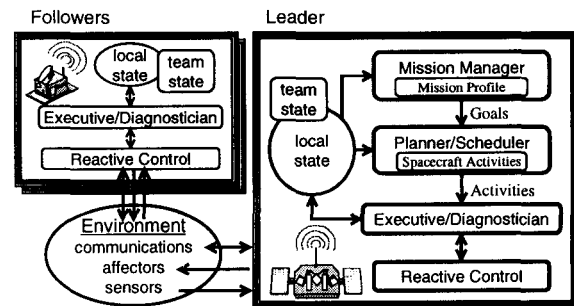 Followers
local
state
team
state
Executive/Diagnostician
Reactive Control
Environment
communications
affectors
sensors
Leader
team
state
local
state
Mission Manager
Mission Profile
Goals
Planner/Scheduler
Spacecraft Activities
Activities
Executive/Diagnostician
Reactive Control